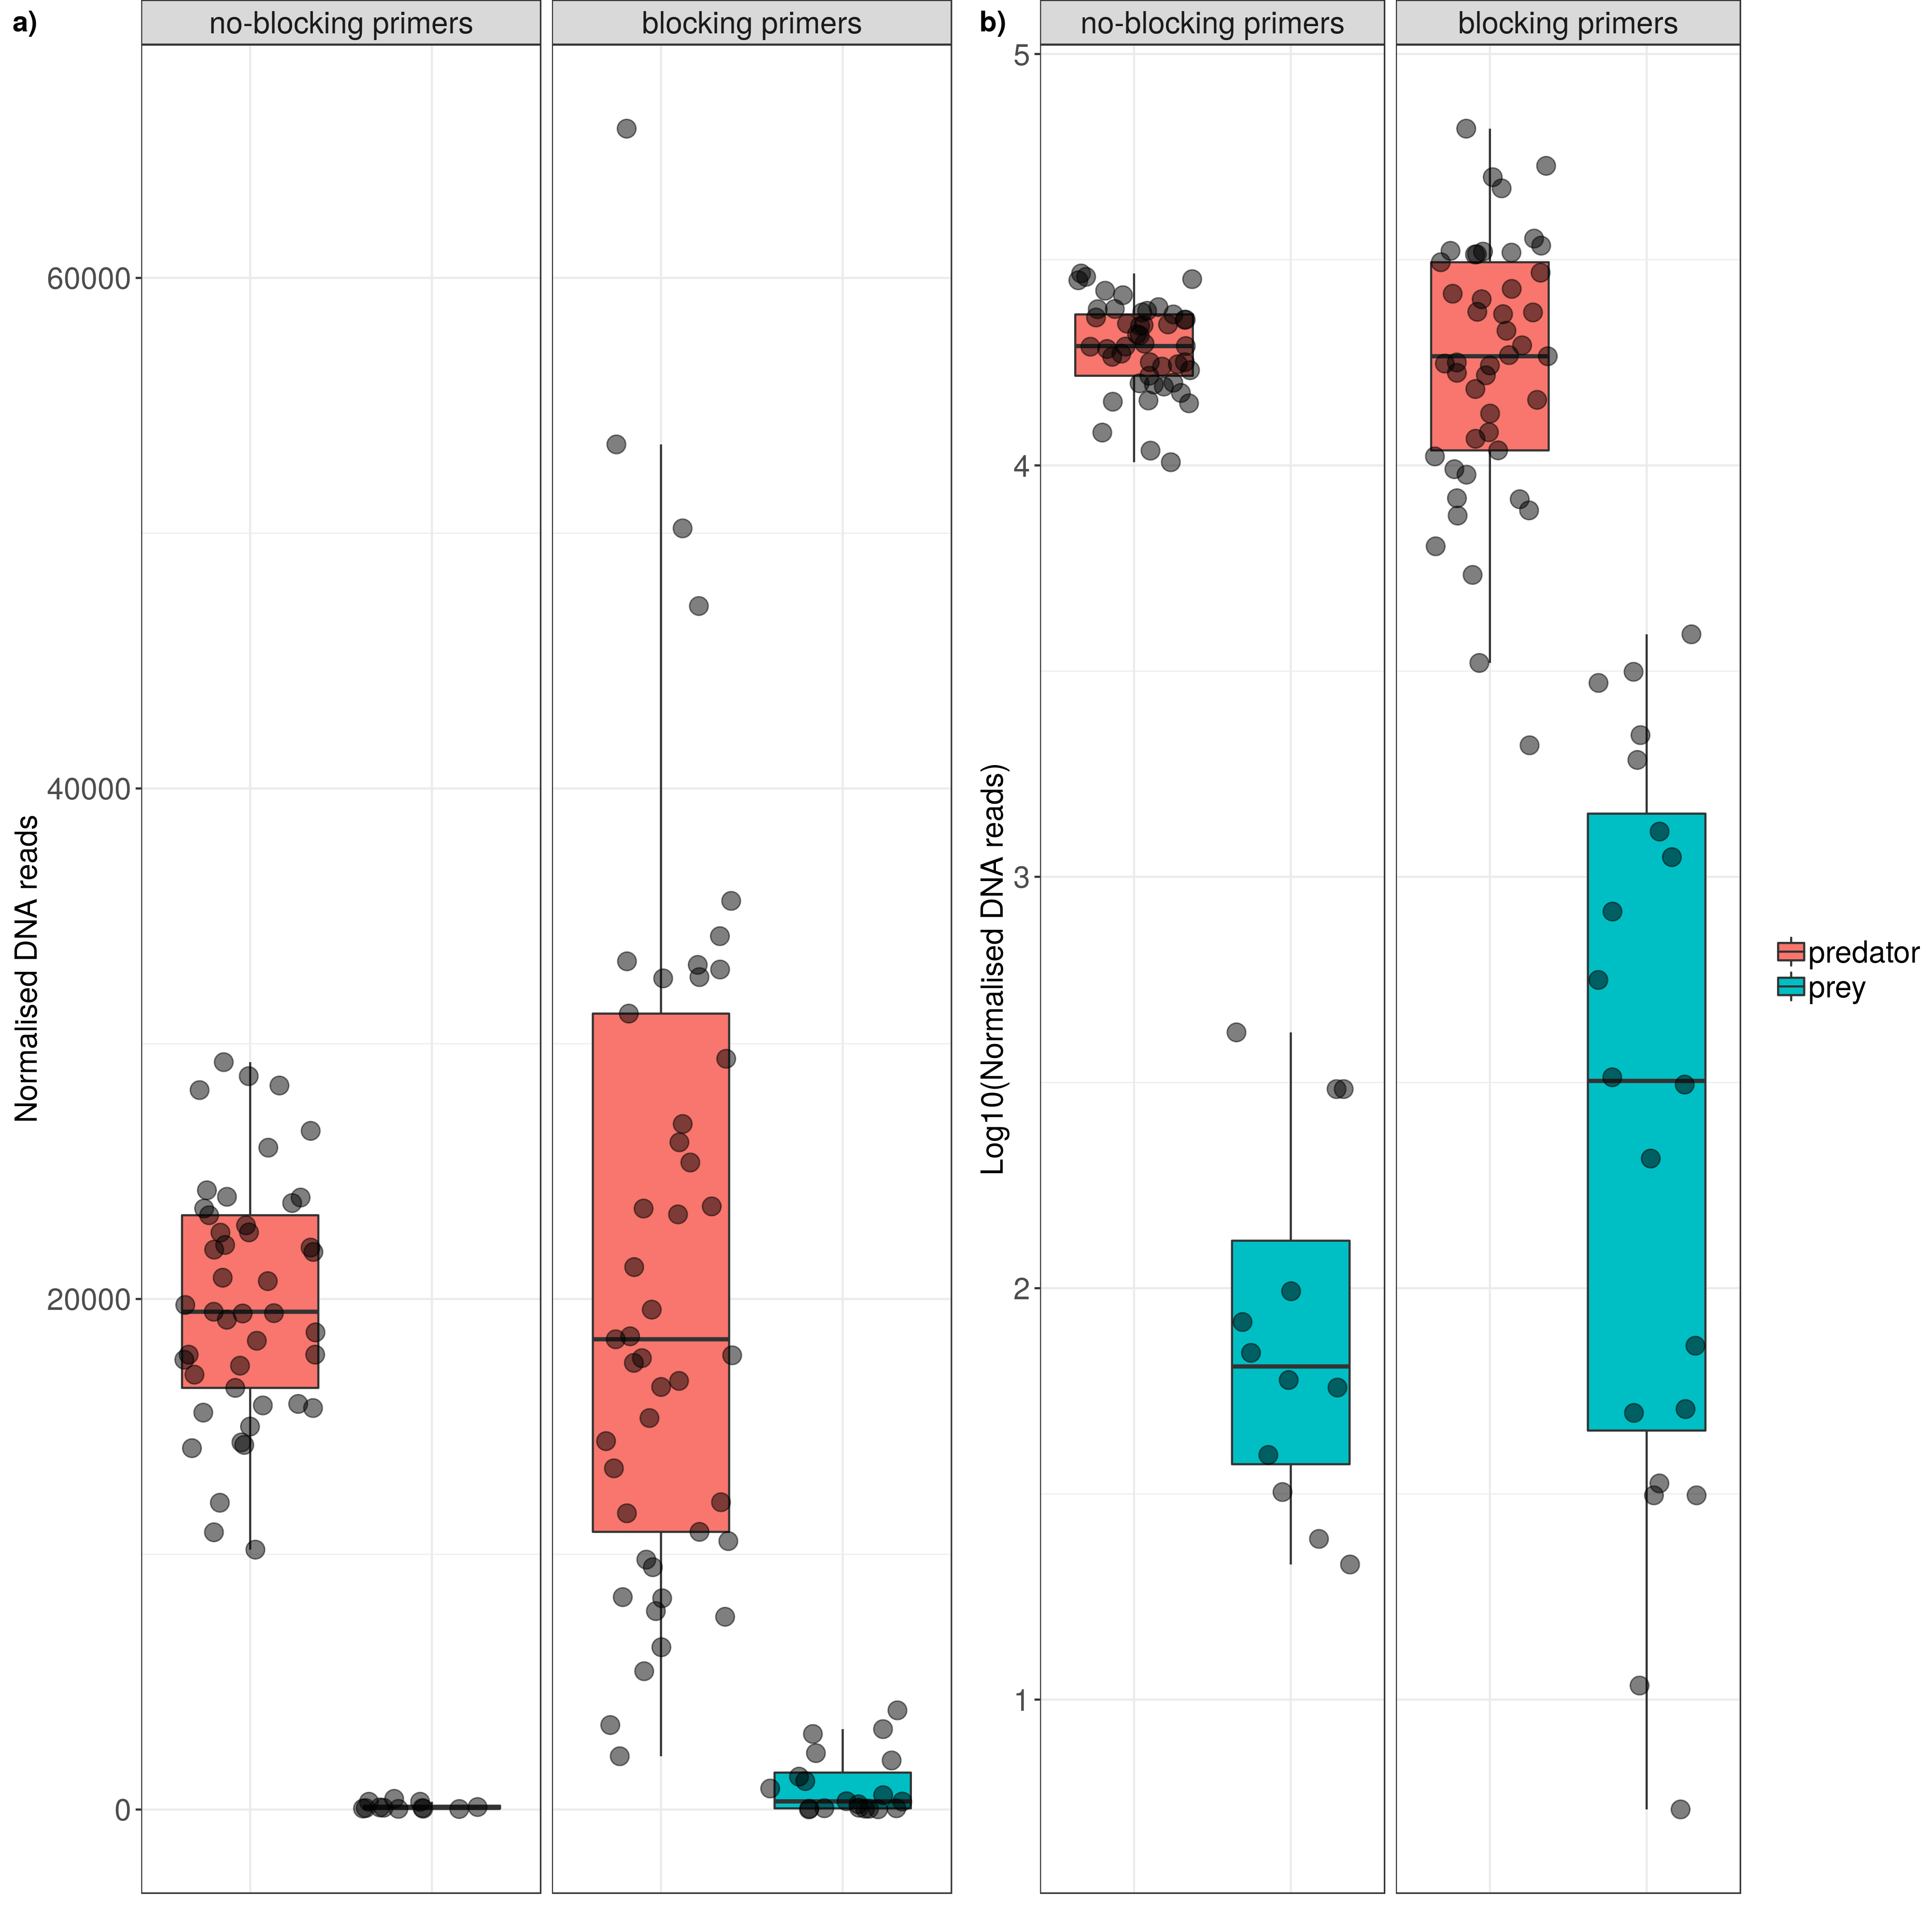 a)
no-blocking primers
blocking primers
Normalised DNA reads
60000
40000
20000
0
b)
no-blocking primers
blocking primers
Log10(Normalised DNA reads)
5
4
3
2
1
predator
prey